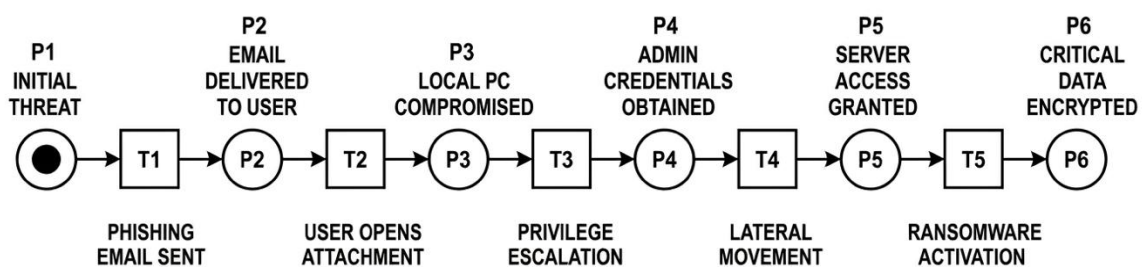 P1
INITIAL
THREAT
P2
EMAIL
DELIVERED
TO USER
P3
LOCAL PC
COMPROMISED
P4
ADMIN
CREDENTIALS
OBTAINED
P5
SERVER
ACCESS
GRANTED
P6
CRITICAL
DATA
ENCRYPTED
T1
P2
T2
P3
T3
P4
T4
P5
T5
P6
PHISHING
EMAIL SENT
USER OPENS
ATTACHMENT
PRIVILEGE
ESCALATION
LATERAL
MOVEMENT
RANSOMWARE
ACTIVATION